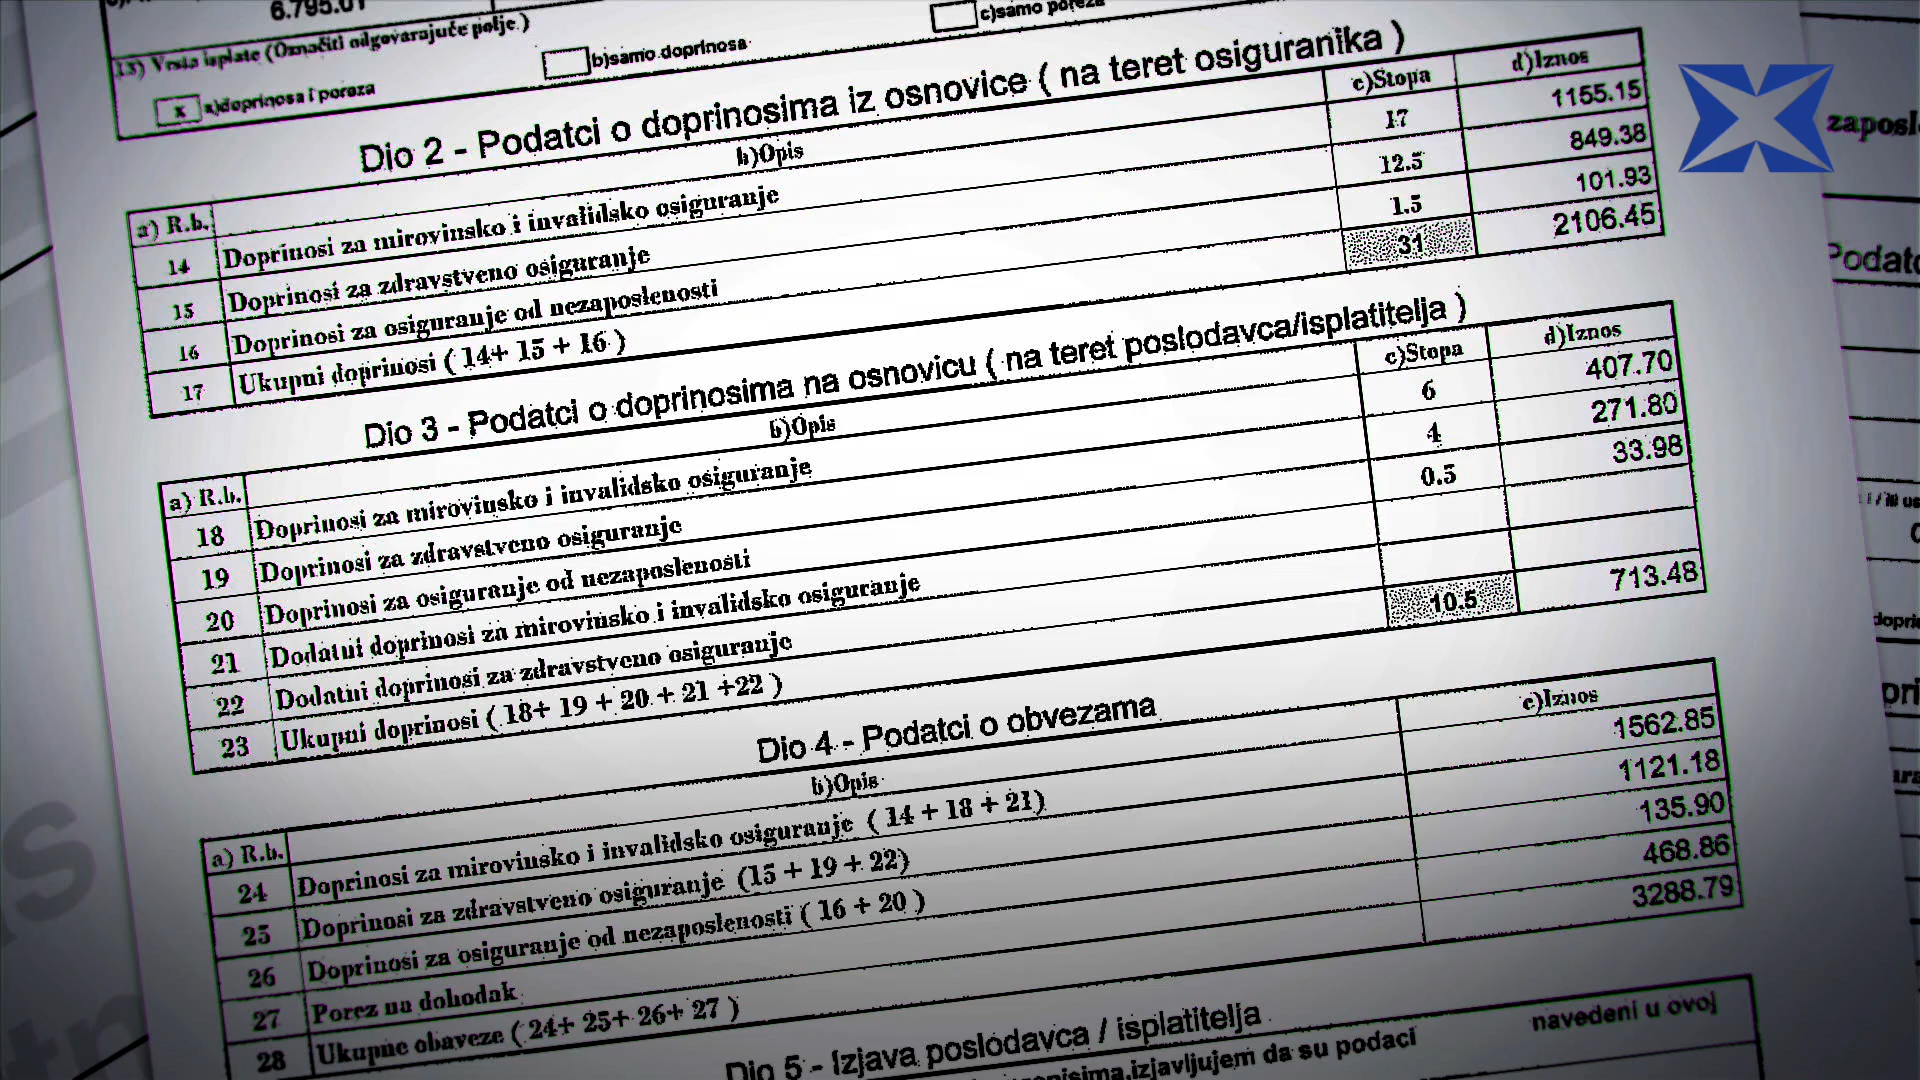 6.795.01
c)samo poreza
13) Vrsta isplate (Označiti odgovarajuće polje.)
b)samo doprinosa
x a)doprinosa i poreza
Dio 2 - Podatci o doprinosima iz osnovice ( na teret osiguranika )
a) R.b. b)Opis c)Stopa d)Iznos
14 Doprinosi za mirovinsko i invalidsko osiguranje 17 1155.15
15 Doprinosi za zdravstveno osiguranje 12.5 849.38
16 Doprinosi za osiguranje od nezaposlenosti 1.5 101.93
17 Ukupni doprinosi ( 14+ 15 + 16 ) 31 2106.45
Dio 3 - Podatci o doprinosima na osnovicu ( na teret poslodavca/isplatitelja )
a) R.b. b)Opis c)Stopa d)Iznos
18 Doprinosi za mirovinsko i invalidsko osiguranje 6 407.70
19 Doprinosi za zdravstveno osiguranje 4 271.80
20 Doprinosi za osiguranje od nezaposlenosti 0.5 33.98
21 Dodatni doprinosi za mirovinsko i invalidsko osiguranje
22 Dodatni doprinosi za zdravstveno osiguranje
23 Ukupni doprinosi ( 18+ 19 + 20 + 21 +22 ) 10.5 713.48
Dio 4 - Podatci o obvezama
a) R.b. b)Opis c)Iznos
24 Doprinosi za mirovinsko i invalidsko osiguranje ( 14 + 18 + 21) 1562.85
25 Doprinosi za zdravstveno osiguranje (15 + 19 + 22) 1121.18
26 Doprinosi za osiguranje od nezaposlenosti ( 16 + 20 ) 135.90
27 Porez na dohodak 468.86
28 Ukupne obaveze ( 24+ 25+ 26+ 27 ) 3288.79
Dio 5 - Izjava poslodavca / isplatitelja
izjavljujem da su podaci navedeni u ovoj